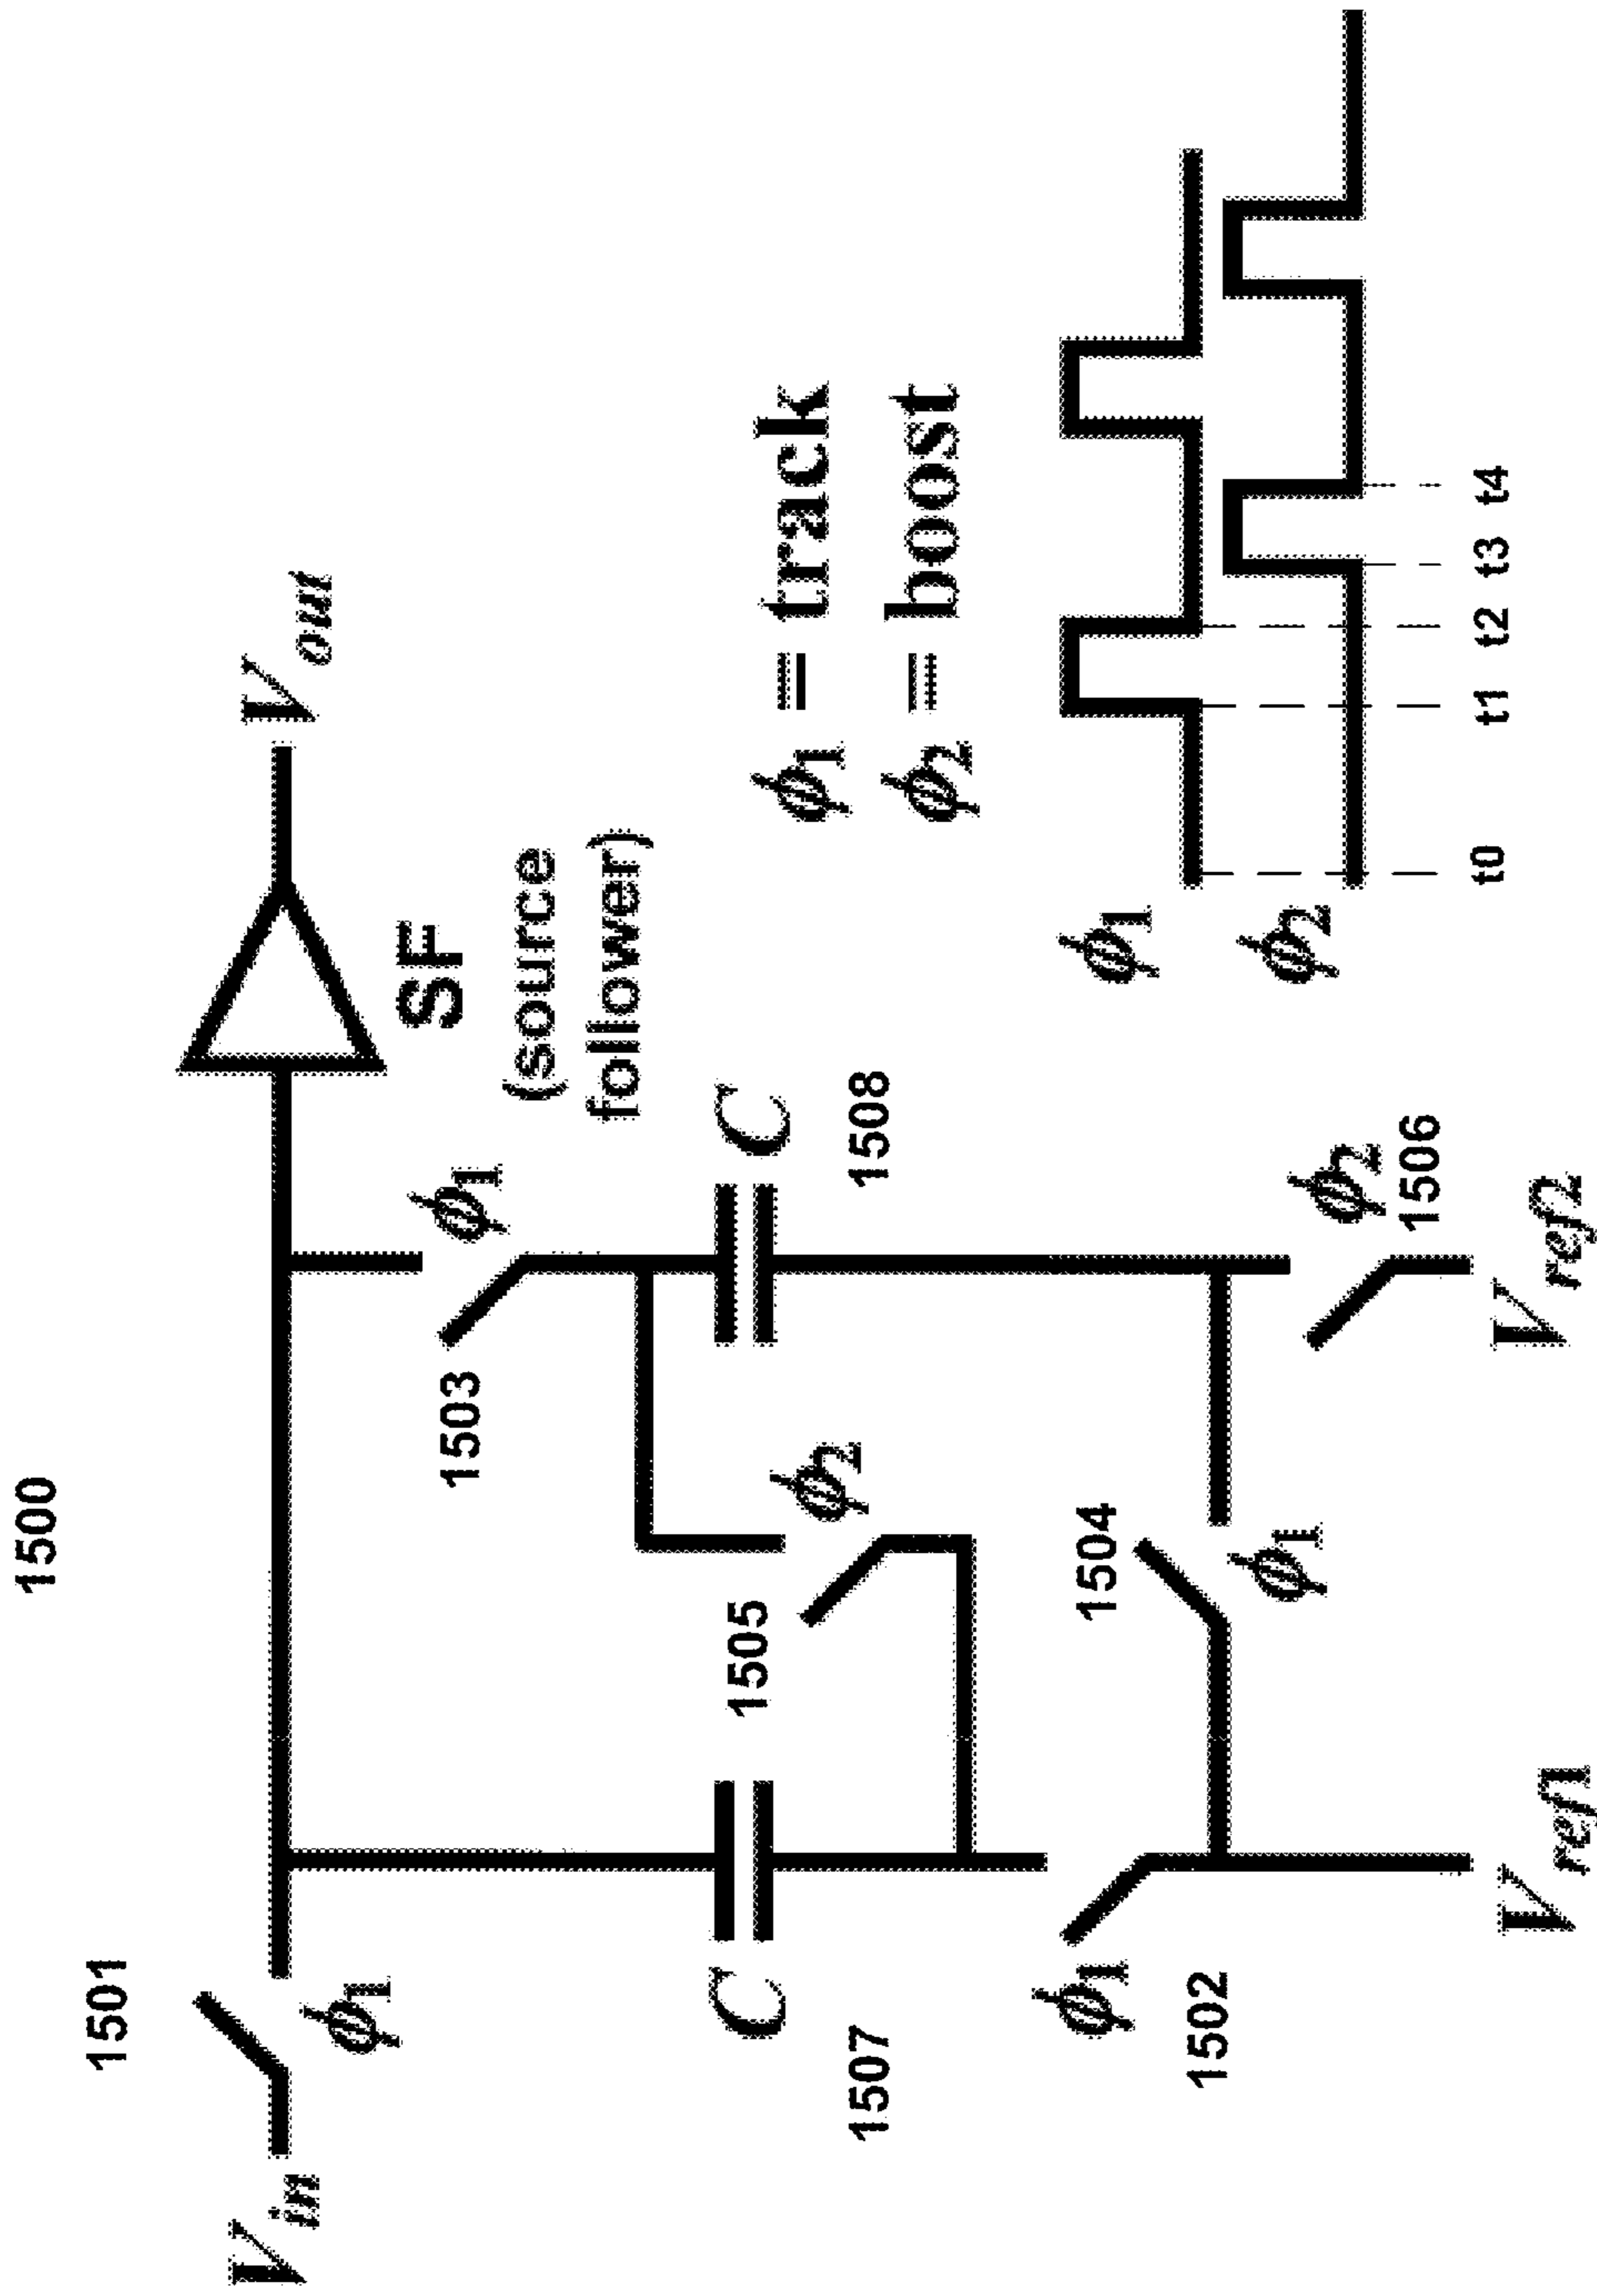 1500
1501
V_in
ϕ1
V_out
SF
(source
follower)
1503
ϕ1
C
1507
1505
ϕ2
C
1508
ϕ1
1502
1504
ϕ1
ϕ2
1506
V_ref1
V_ref2
ϕ1 = track
ϕ2 = boost
ϕ1
ϕ2
t0 t1 t2 t3 t4